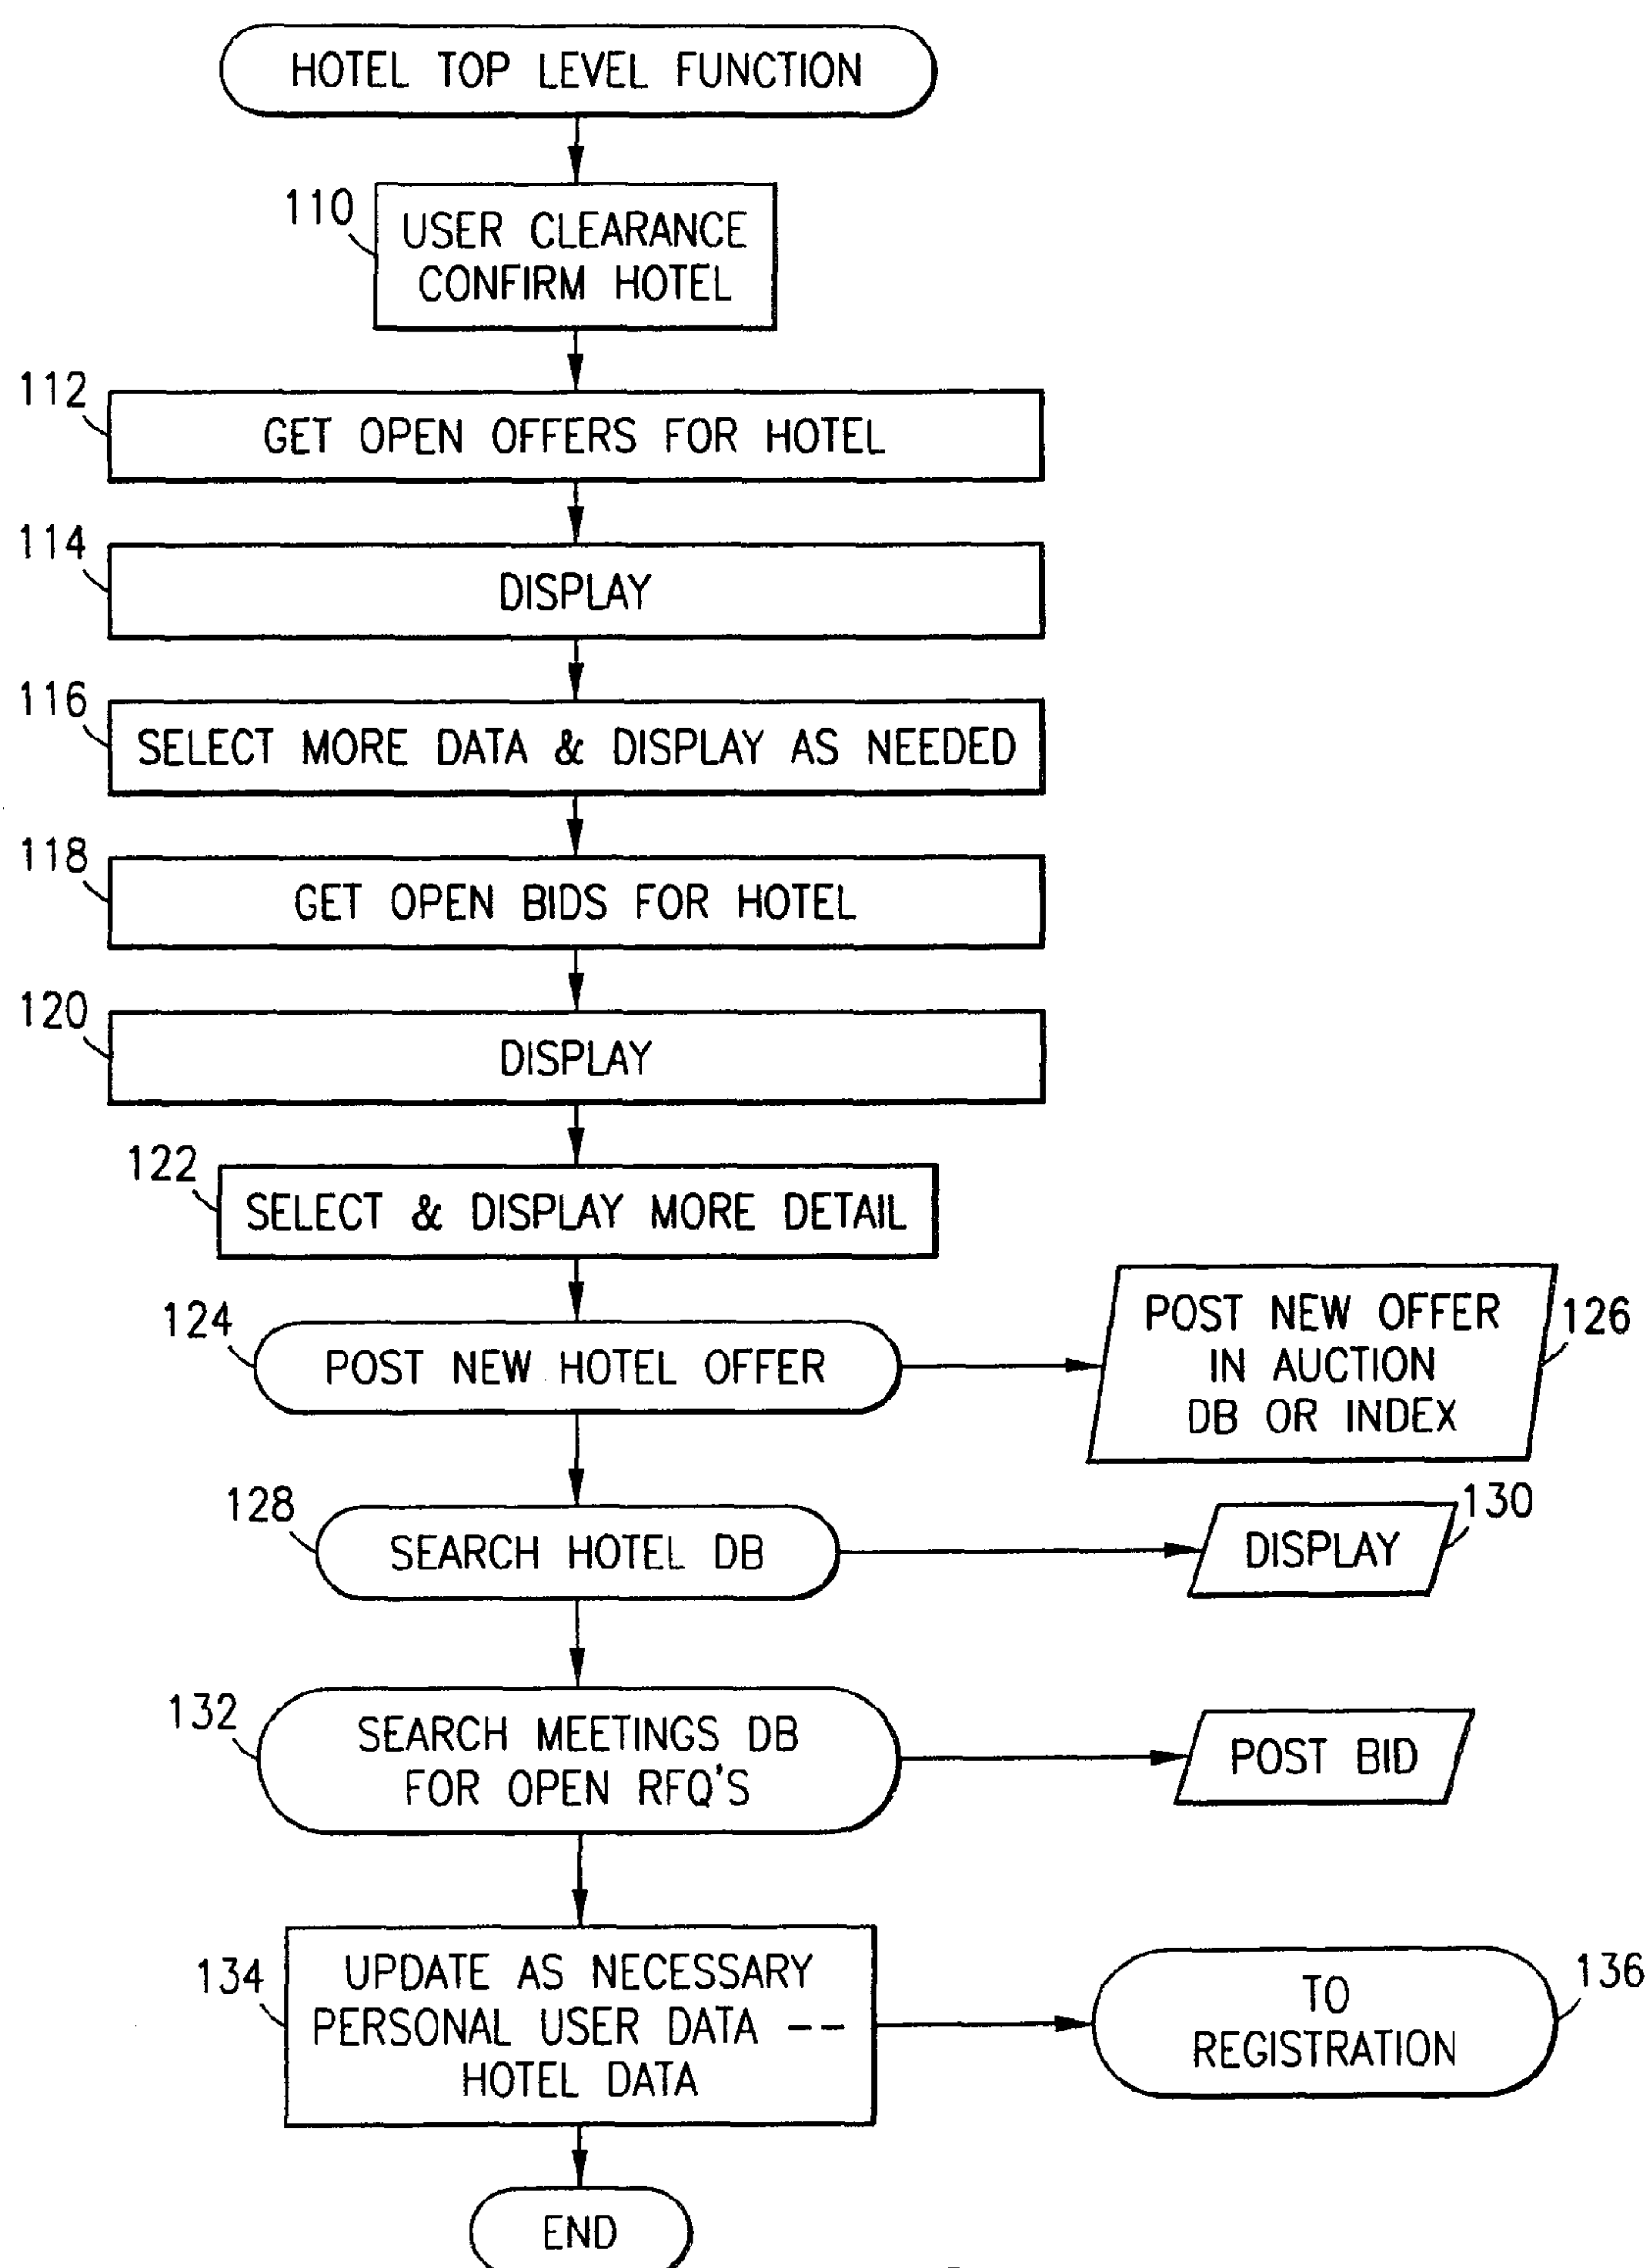 HOTEL TOP LEVEL FUNCTION
110
USER CLEARANCE
CONFIRM HOTEL
112
GET OPEN OFFERS FOR HOTEL
114
DISPLAY
116
SELECT MORE DATA & DISPLAY AS NEEDED
118
GET OPEN BIDS FOR HOTEL
120
DISPLAY
122
SELECT & DISPLAY MORE DETAIL
124
POST NEW HOTEL OFFER
POST NEW OFFER
IN AUCTION
DB OR INDEX
126
128
SEARCH HOTEL DB
DISPLAY
130
132
SEARCH MEETINGS DB
FOR OPEN RFQ'S
POST BID
134
UPDATE AS NECESSARY
PERSONAL USER DATA --
HOTEL DATA
TO
REGISTRATION
136
END